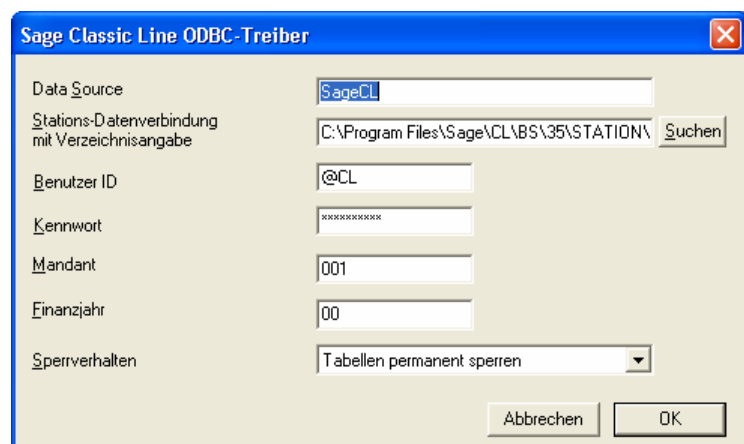 Sage Classic Line ODBC-Treiber
Data Source
SageCL
Stations-Datenverbindung
mit Verzeichnisangabe
C:\Program Files\Sage\CL\BS\35\STATION\
Suchen
Benutzer ID
@CL
Kennwort
××××××××××
Mandant
001
Finanzjahr
00
Sperrverhalten
Tabellen permanent sperren
Abbrechen
OK